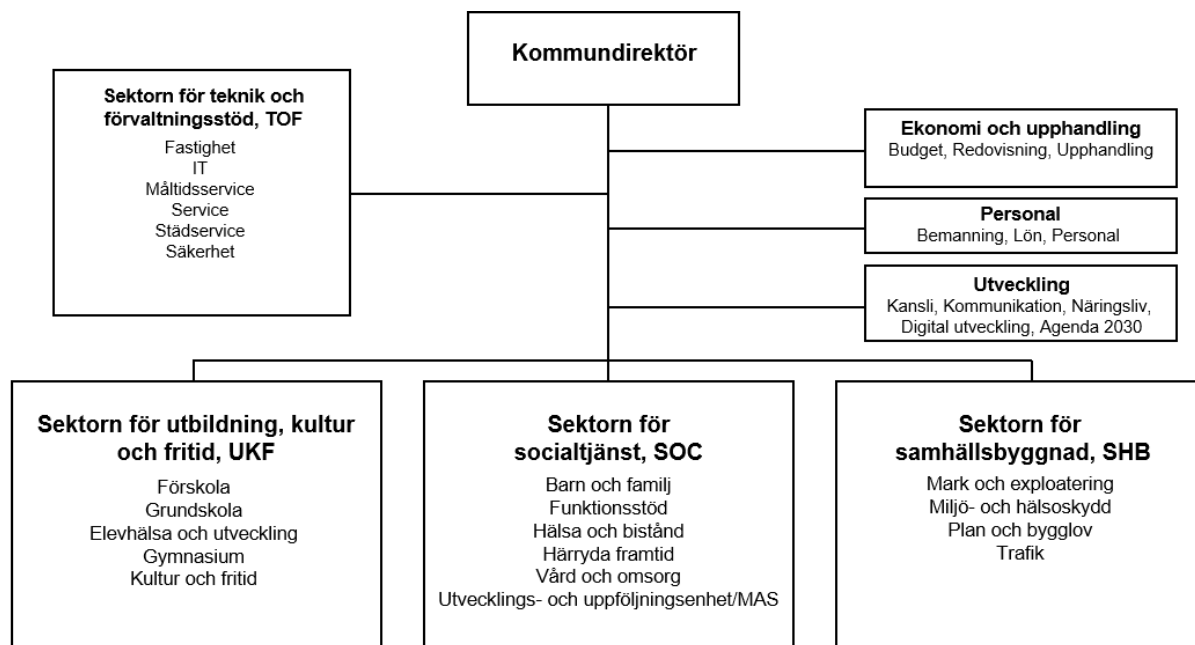 Kommundirektör
Sektorn för teknik och
förvaltningsstöd, TOF
Fastighet
IT
Måltidsservice
Service
Städservice
Säkerhet
Ekonomi och upphandling
Budget, Redovisning, Upphandling
Personal
Bemanning, Lön, Personal
Utveckling
Kansli, Kommunikation, Näringsliv,
Digital utveckling, Agenda 2030
Sektorn för utbildning, kultur
och fritid, UKF
Förskola
Grundskola
Elevhälsa och utveckling
Gymnasium
Kultur och fritid
Sektorn för
socialtjänst, SOC
Barn och familj
Funktionsstöd
Hälsa och bistånd
Härryda framtid
Vård och omsorg
Utvecklings- och uppföljningsenhet/MAS
Sektorn för
samhällsbyggnad, SHB
Mark och exploatering
Miljö- och hälsoskydd
Plan och bygglov
Trafik